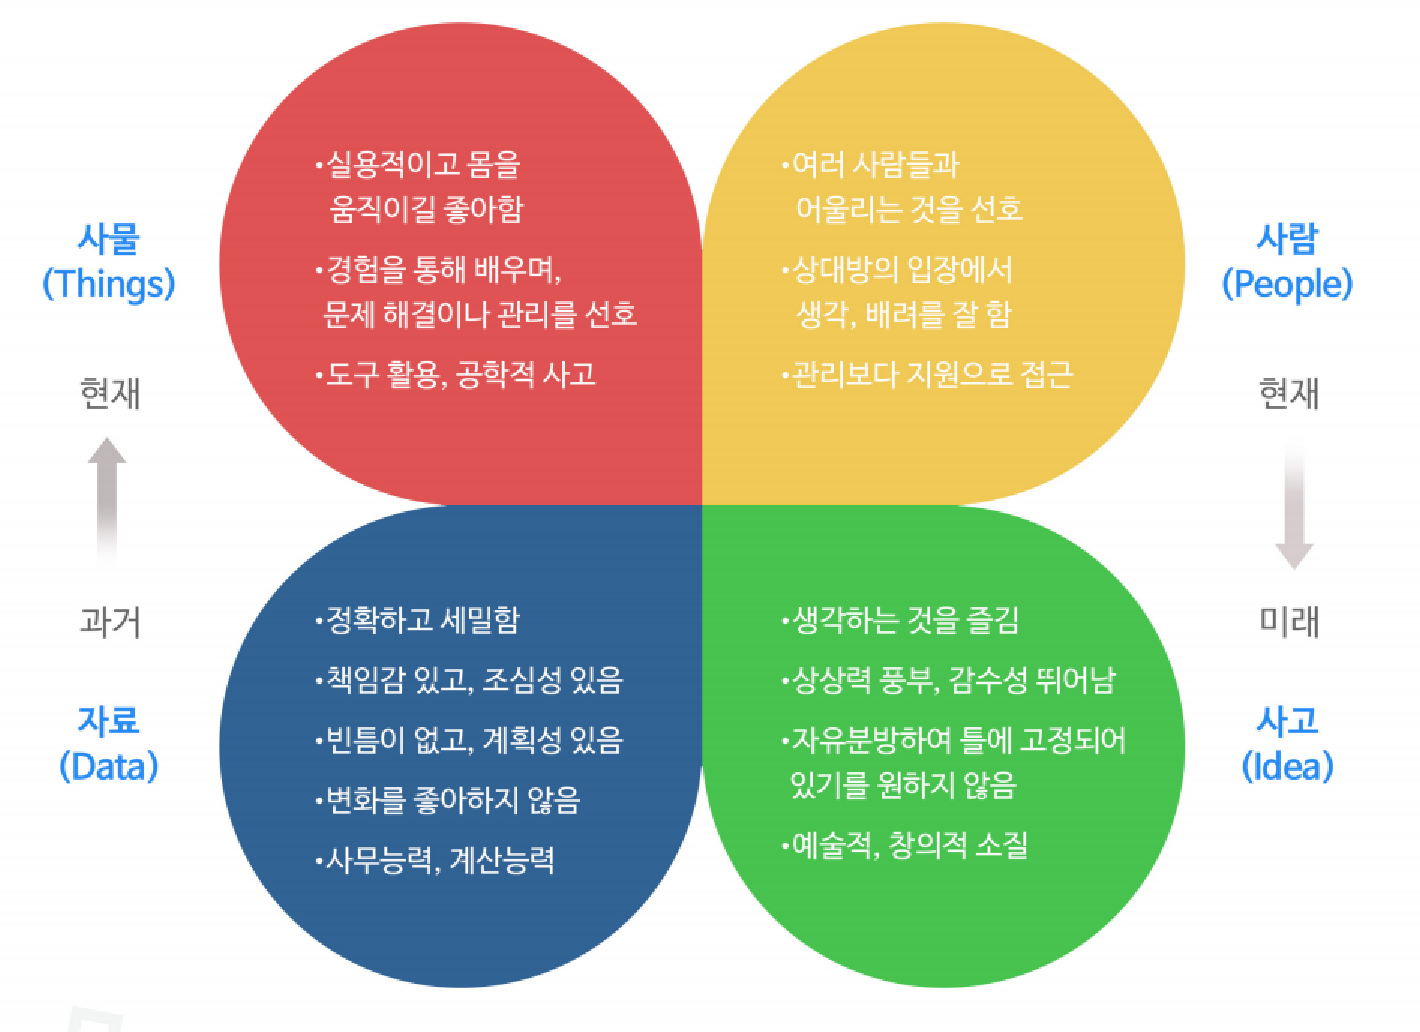 사물
(Things)
현재
과거
자료
(Data)
•실용적이고 몸을
움직이길 좋아함
•경험을 통해 배우며,
문제 해결이나 관리를 선호
•도구 활용, 공학적 사고
•여러 사람들과
어울리는 것을 선호
•상대방의 입장에서
생각, 배려를 잘 함
•관리보다 지원으로 접근
•정확하고 세밀함
•책임감 있고, 조심성 있음
•빈틈이 없고, 계획성 있음
•변화를 좋아하지 않음
•사무능력, 계산능력
•생각하는 것을 즐김
•상상력 풍부, 감수성 뛰어남
•자유분방하여 틀에 고정되어
있기를 원하지 않음
•예술적, 창의적 소질
사람
(People)
현재
미래
사고
(Idea)